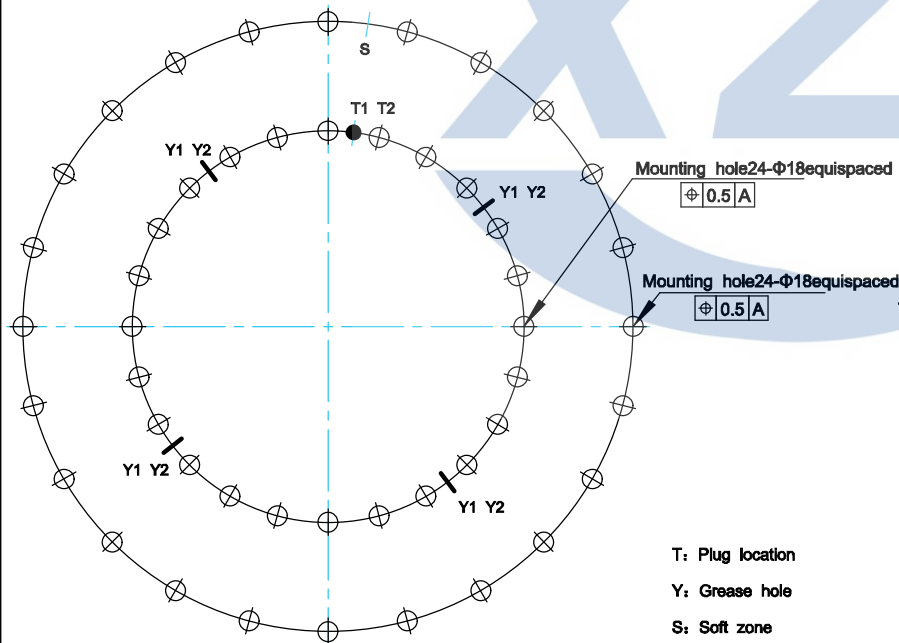 S
T1 T2
Y1 Y2
Mounting hole24-Φ18equispaced
⌖ 0.5 A
Y1 Y2
Mounting hole24-Φ18equispaced
⌖ 0.5 A
Y1 Y2
Y1 Y2
T: Plug location
Y: Grease hole
S: Soft zone